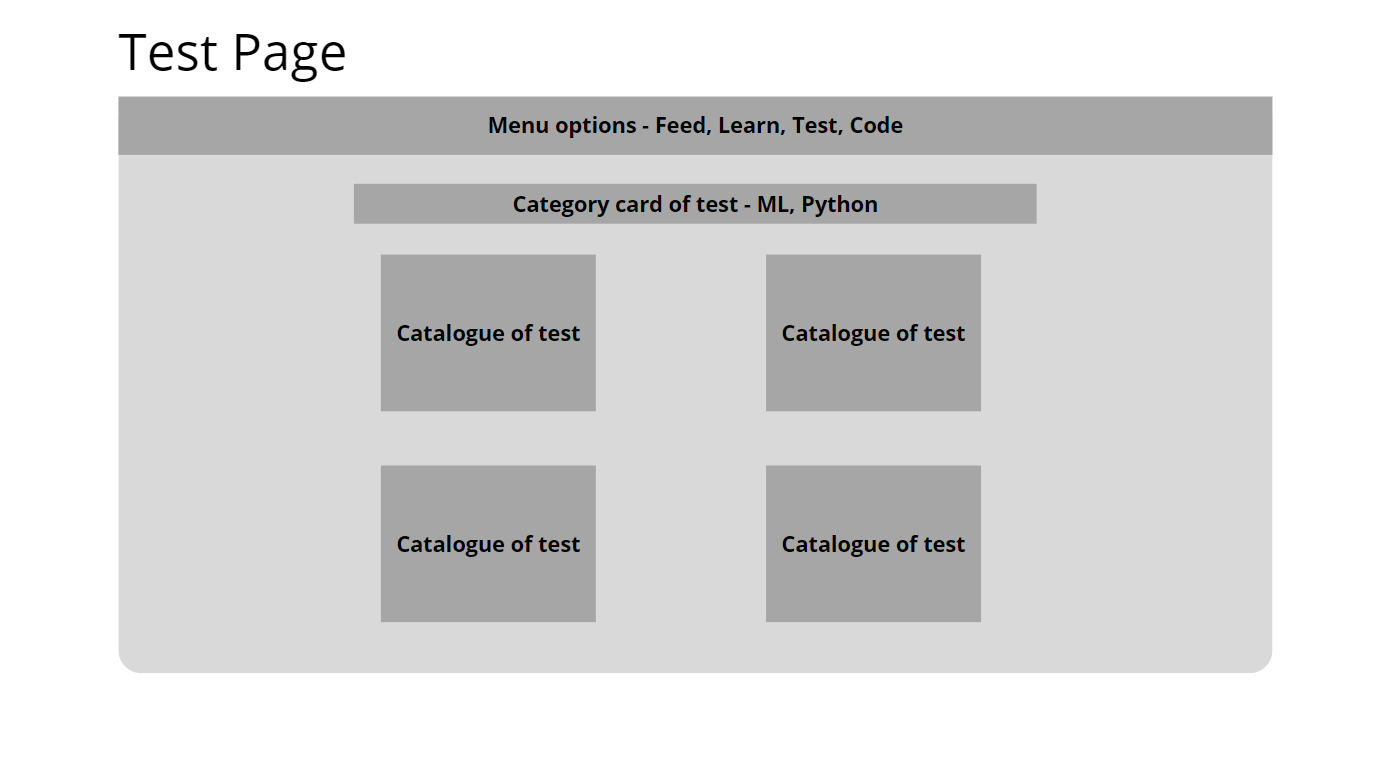 Test Page
Menu options - Feed, Learn, Test, Code
Category card of test - ML, Python
Catalogue of test
Catalogue of test
Catalogue of test
Catalogue of test